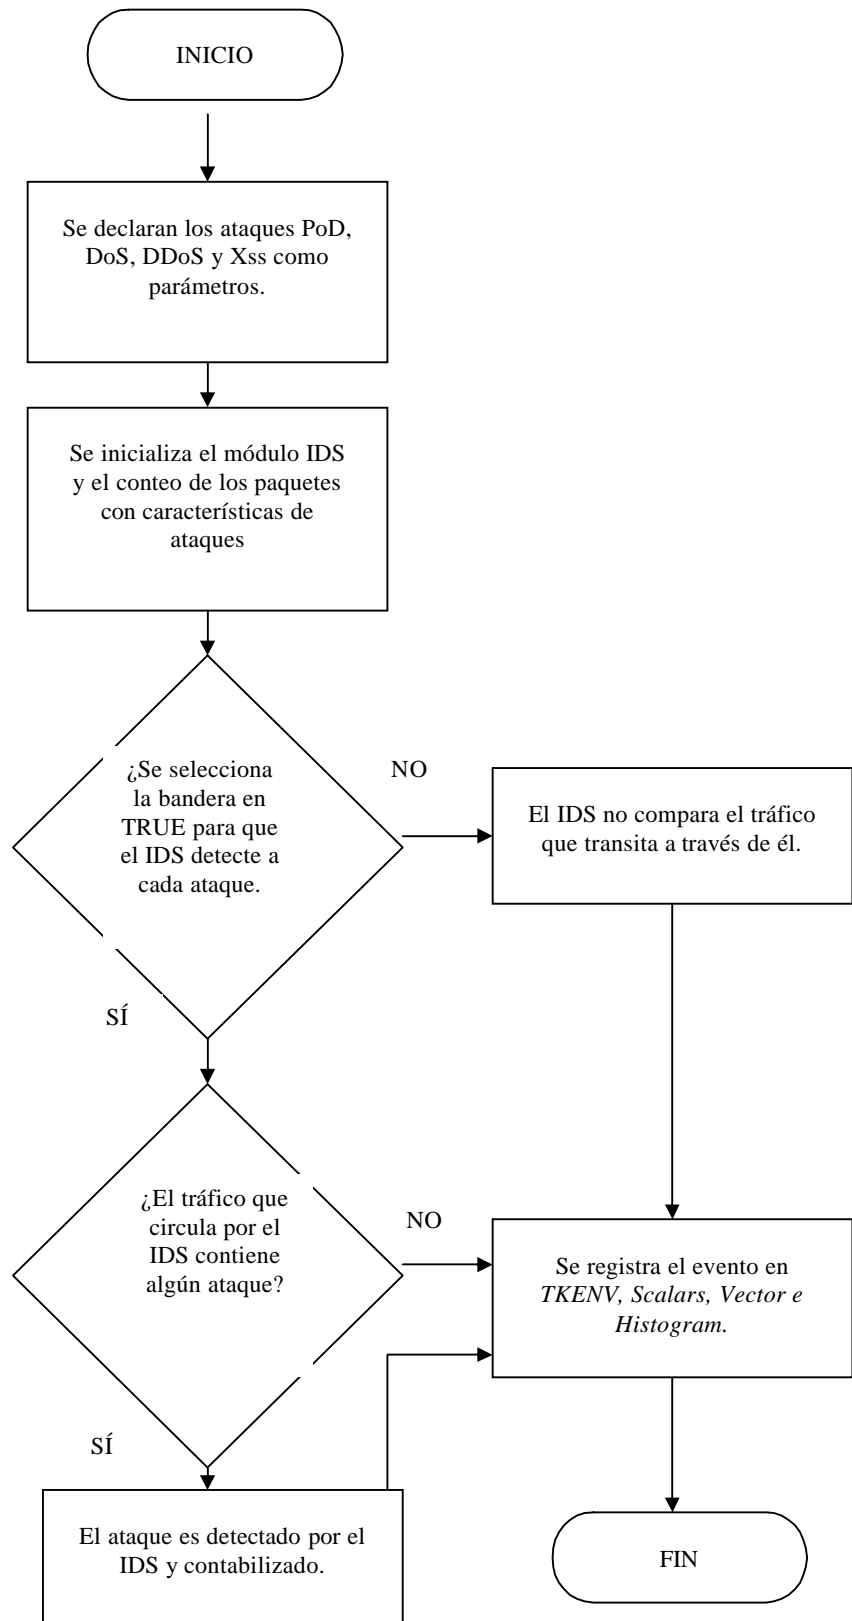 INICIO
Se declaran los ataques PoD,
DoS, DDoS y Xss como
parámetros.
Se inicializa el módulo IDS
y el conteo de los paquetes
con características de
ataques
¿Se selecciona
la bandera en
TRUE para que
el IDS detecte a
cada ataque.
NO
El IDS no compara el tráfico
que transita a través de él.
SÍ
¿El tráfico que
circula por el
IDS contiene
algún ataque?
NO
Se registra el evento en
TKENV, Scalars, Vector e
Histogram.
SÍ
El ataque es detectado por el
IDS y contabilizado.
FIN